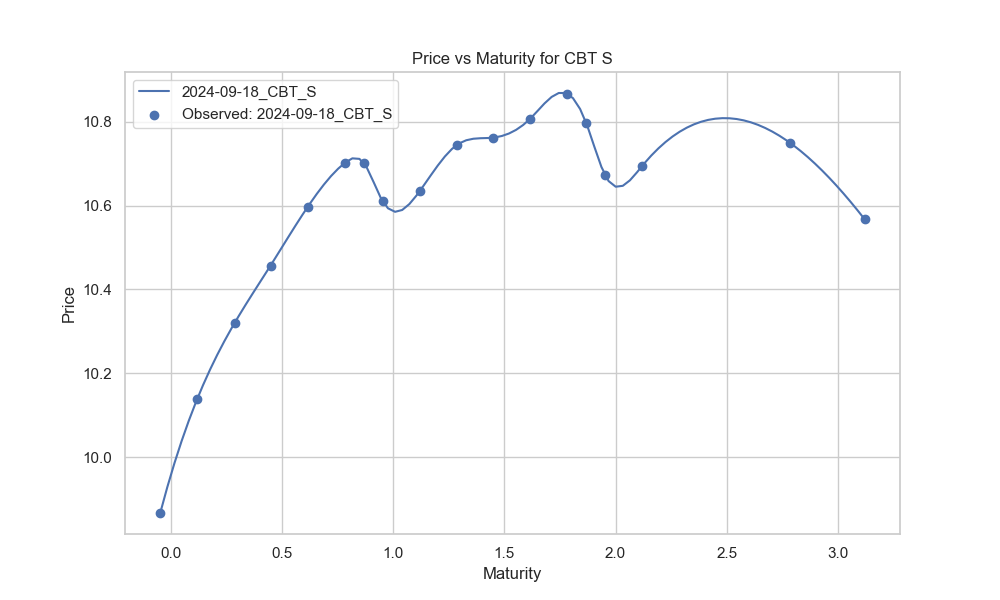 Price vs Maturity for CBT S
2024-09-18_CBT_S
Observed: 2024-09-18_CBT_S
Price
10.8
10.6
10.4
10.2
10.0
0.0 0.5 1.0 1.5 2.0 2.5 3.0
Maturity